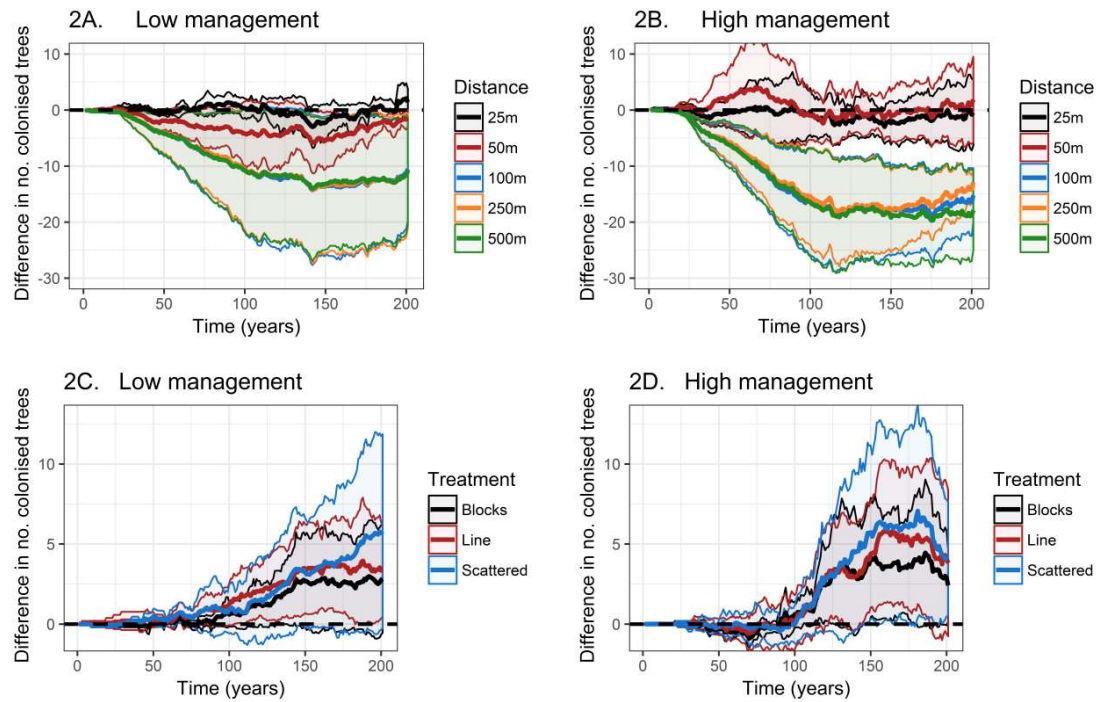 2A. Low management
Difference in no. colonised trees
10
0
-10
-20
-30
0 50 100 150 200
Time (years)
Distance
25m
50m
100m
250m
500m
2B. High management
Difference in no. colonised trees
10
0
-10
-20
-30
0 50 100 150 200
Time (years)
Distance
25m
50m
100m
250m
500m
2C. Low management
Difference in no. colonised trees
10
5
0
0 50 100 150 200
Time (years)
Treatment
Blocks
Line
Scattered
2D. High management
Difference in no. colonised trees
10
5
0
0 50 100 150 200
Time (years)
Treatment
Blocks
Line
Scattered